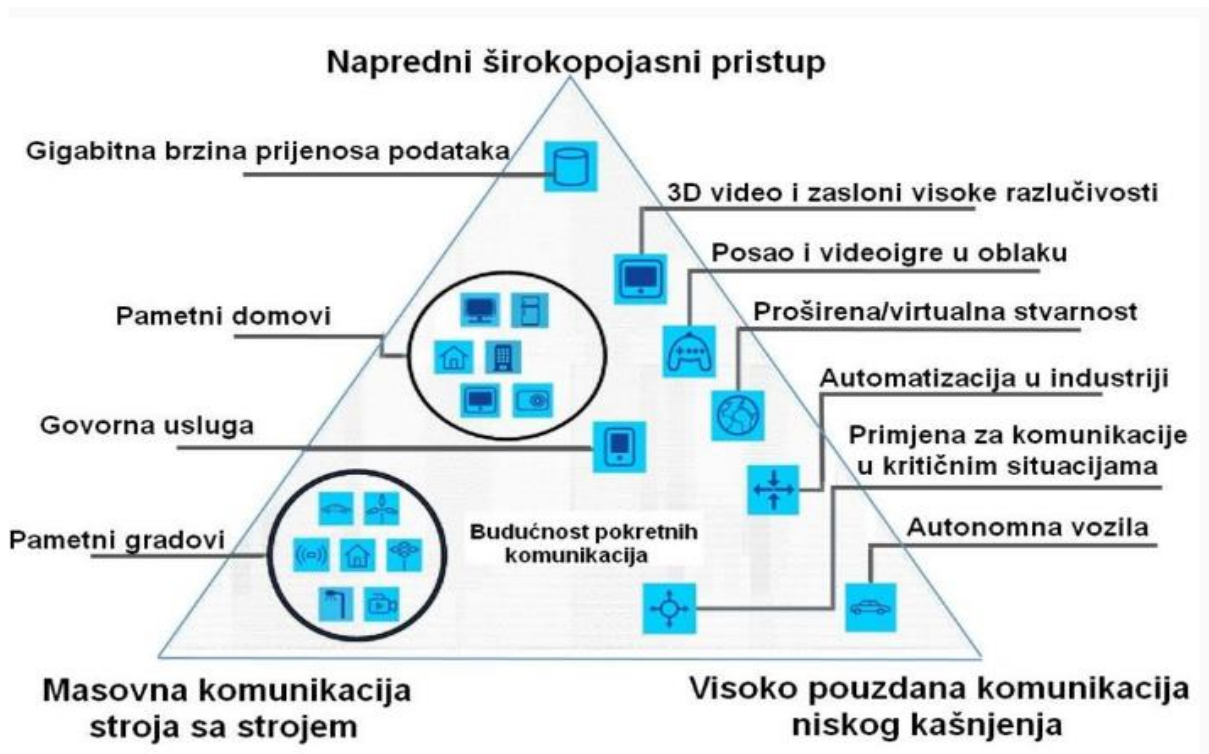 Napredni širokopojasni pristup
Gigabitna brzina prijenosa podataka
3D video i zasloni visoke razlučivosti
Posao i videoigre u oblaku
Pametni domovi
Proširena/virtualna stvarnost
Automatizacija u industriji
Govorna usluga
Primjena za komunikacije
u kritičnim situacijama
Pametni gradovi
Budućnost pokretnih
komunikacija
Autonomna vozila
Masovna komunikacija
stroja sa strojem
Visoko pouzdana komunikacija
niskog kašnjenja